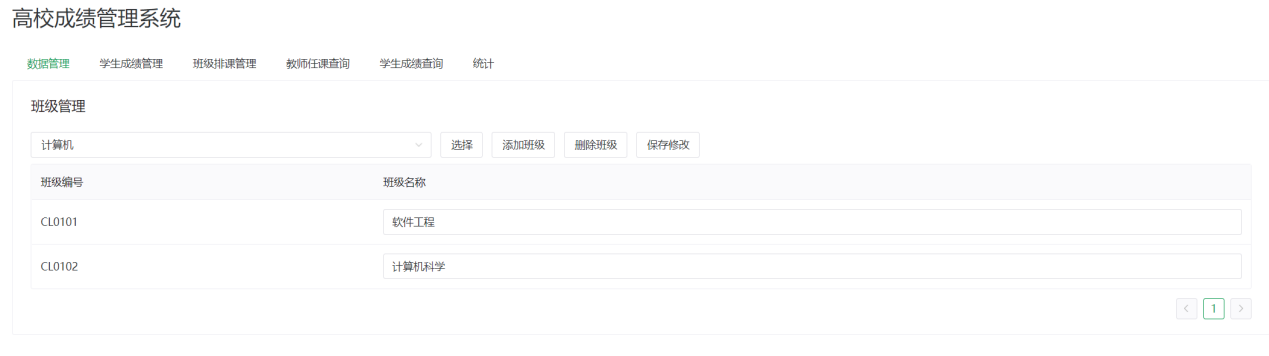 高校成绩管理系统
数据管理 学生成绩管理 班级排课管理 教师任课查询 学生成绩查询 统计
班级管理
计算机 选择 添加班级 删除班级 保存修改
班级编号 班级名称
CL0101 软件工程
CL0102 计算机科学
1